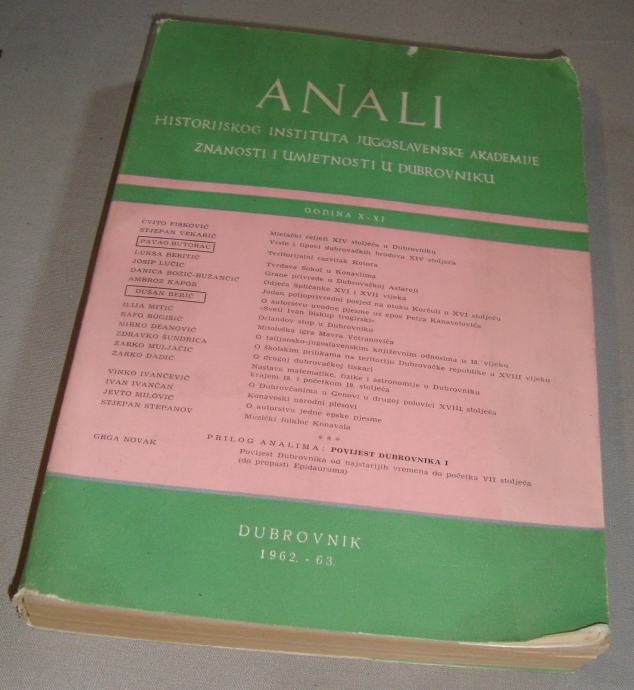 ANALI
HISTORIJSKOG INSTITUTA JUGOSLAVENSKE AKADEMIJE
ZNANOSTI I UMJETNOSTI U DUBROVNIKU
GODINA X-XI
CVITO FISKOVIĆ
STJEPAN VEKARIĆ
PAVAO BUTORAC
LUKŠA BERITIĆ
JOSIP LUČIĆ
DANICA BOŽIĆ-BUŽANČIĆ
AMBROZ KAPOR
DUŠAN BERIĆ
ILIJA MITIĆ
RAFO BOGIŠIĆ
MIRKO DEANOVIĆ
ZDRAVKO ŠUNDRICA
ŽARKO MULJAČIĆ
ŽARKO DADIĆ
VINKO IVANČEVIĆ
IVAN IVANČAN
JEVTO MILOVIĆ
STJEPAN STEPANOV
u Dubrovniku
Vrste i tipovi dubrovačkih brodova XIV stoljeća
Teritorijalni razvitak Kotora
Tvrđava Sokol u Konavlima
Grane privrede u Dubrovačkoj Astareji
Odjeća Splićanke XVI i XVII vijeka
Jedan poljoprivredni posjed na otoku Korčuli u XVI stoljeću
O autorstvu uvodne pjesme uz epos Petra Kanavelovića
«Sveti Ivan biskup trogirski»
Orlandov stup u Dubrovniku
Mitološka igra Mavra Vetranovića
O talijansko-jugoslavenskim književnim odnosima u 18. vijeku
O školskim prilikama na teritoriju Dubrovačke republike u XVIII vijeku
O drugoj dubrovačkoj tiskari
Nastava matematike, fizike i astronomije u Dubrovniku
krajem 18. i početkom 19. stoljeća
O Dubrovčanima u Genovi u drugoj polovici XVIII. stoljeća
Konavoski narodni plesovi
O autorstvu jedne epske pjesme
Muzički folklor Konavala
* * *
PRILOG ANALIMA: POVIJEST DUBROVNIKA I
GRGA NOVAK
Povijest Dubrovnika od najstarijih vremena do početka VII stoljeća
(do propasti Epidauruma)
DUBROVNIK
1962. - 63.